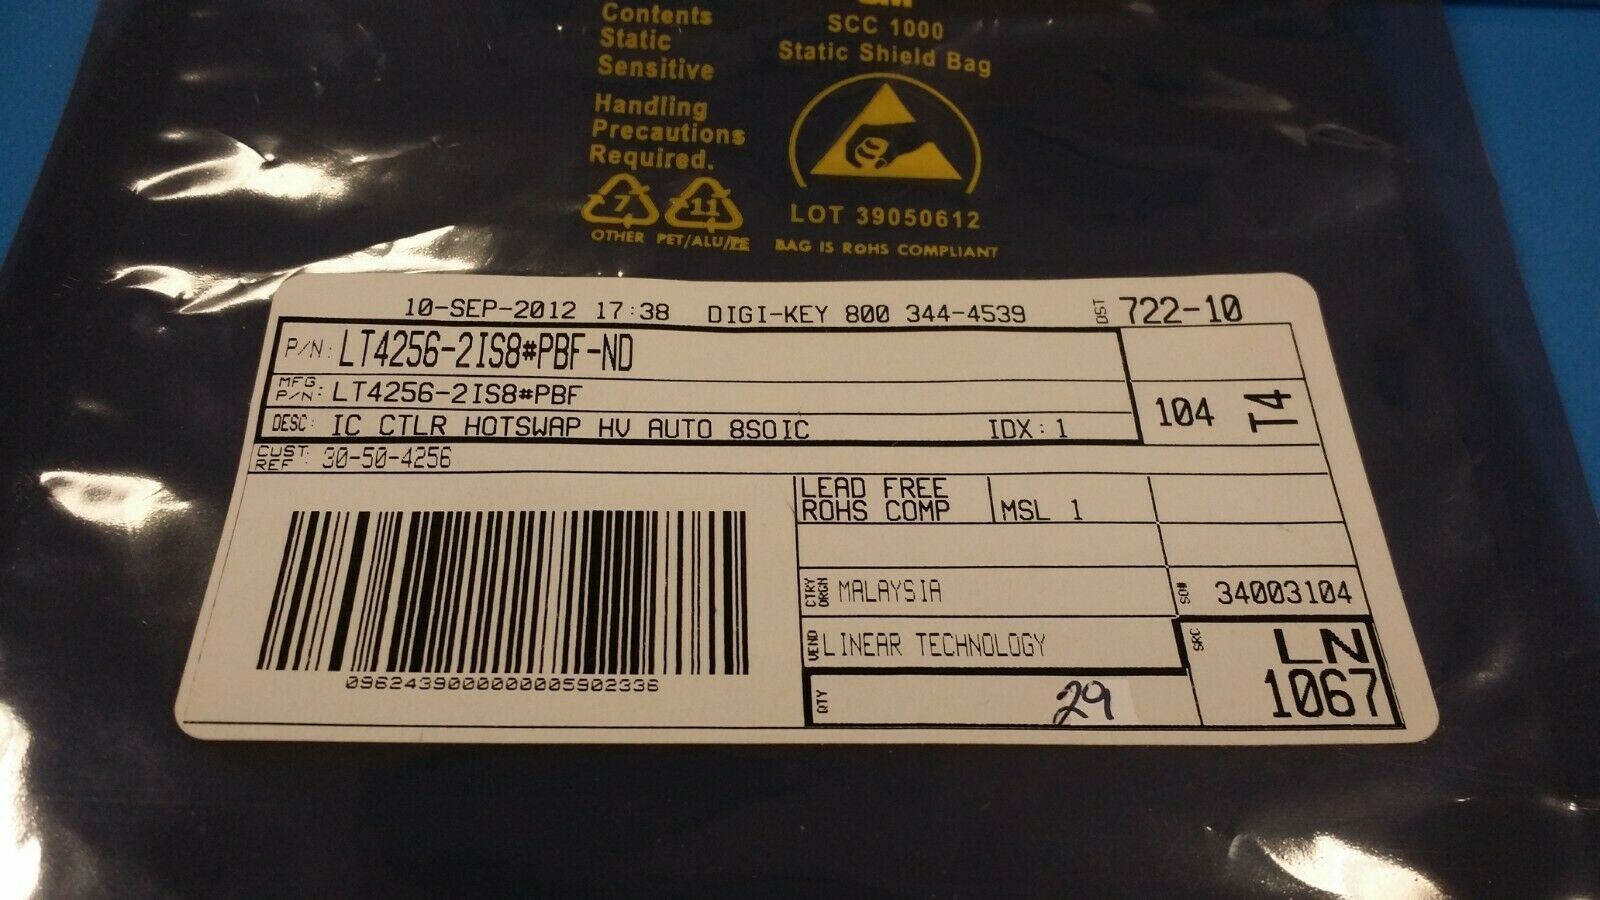 Contents
Static
Sensitive
Handling
Precautions
Required.
7
OTHER
11
PET/ALU/PE
3M
SCC 1000
Static Shield Bag
LOT 39050612
BAG IS ROHS COMPLIANT
10-SEP-2012 17:38 DIGI-KEY 800 344-4539 DST 722-10
P/N: LT4256-2IS8#PBF-ND
MFG. P/N: LT4256-2IS8#PBF
DESC: IC CTLR HOTSWAP HV AUTO 8SOIC IDX: 1
104 T4
CUST. REF: 30-50-4256
LEAD FREE
ROHS COMP
MSL 1
CTRY ORGN MALAYSIA
SO# 34003104
VEND LINEAR TECHNOLOGY
SRC LN
1067
QTY 29
09624390000000005902336